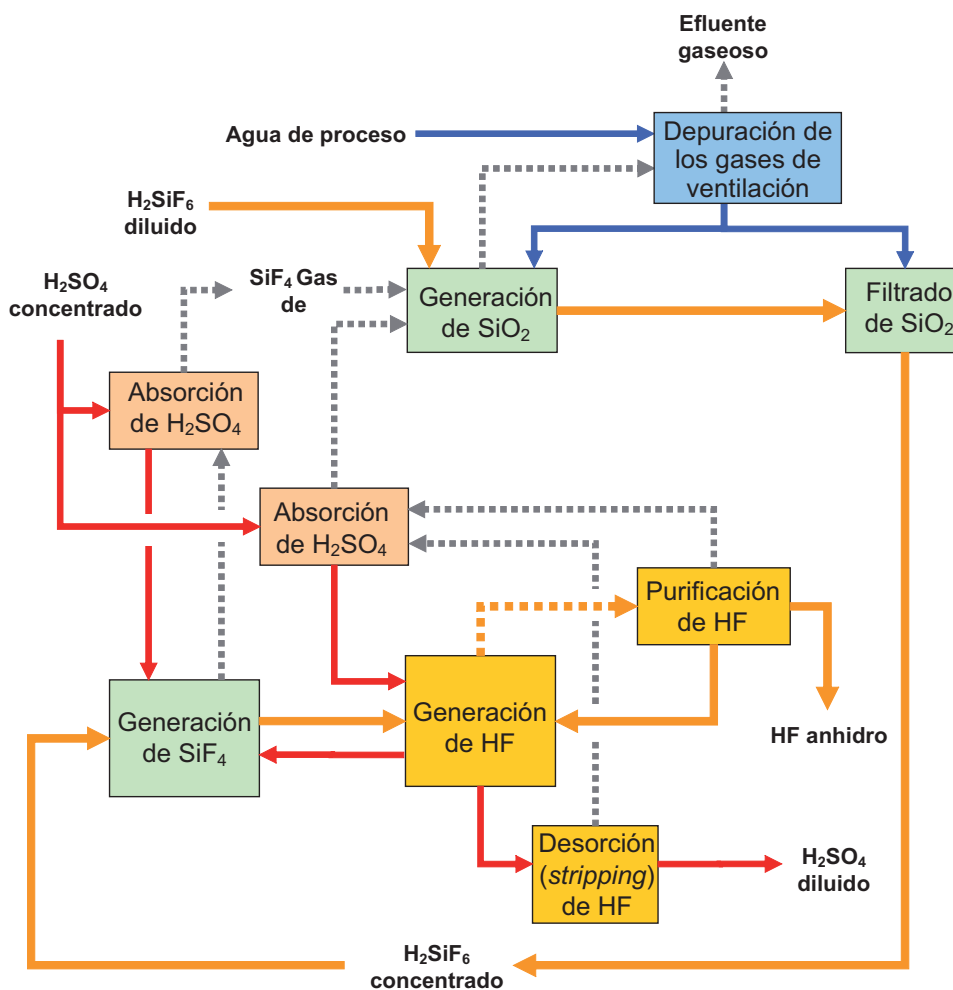 Efluente
gaseoso
Agua de proceso
Depuración de
los gases de
ventilación
H₂SiF₆
diluido
H₂SO₄
concentrado
SiF₄ Gas
de
Generación
de SiO₂
Filtrado
de SiO₂
Absorción
de H₂SO₄
Absorción
de H₂SO₄
Purificación
de HF
Generación
de SiF₄
Generación
de HF
HF anhidro
Desorción
(stripping)
de HF
H₂SO₄
diluido
H₂SiF₆
concentrado